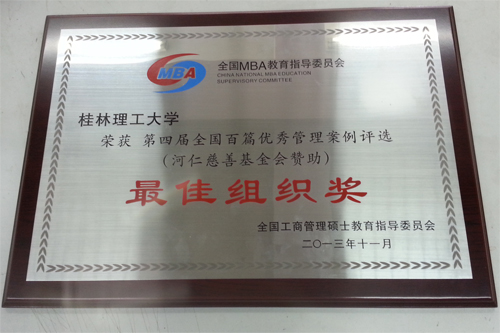 MBA
全国MBA教育指导委员会
CHINA NATIONAL MBA EDUCATION
SUPERVISORY COMMITTEE
桂林理工大学
荣获 第四届全国百篇优秀管理案例评选
(河仁慈善基金会赞助)
最佳组织奖
全国工商管理硕士教育指导委员会
二〇一三年十一月